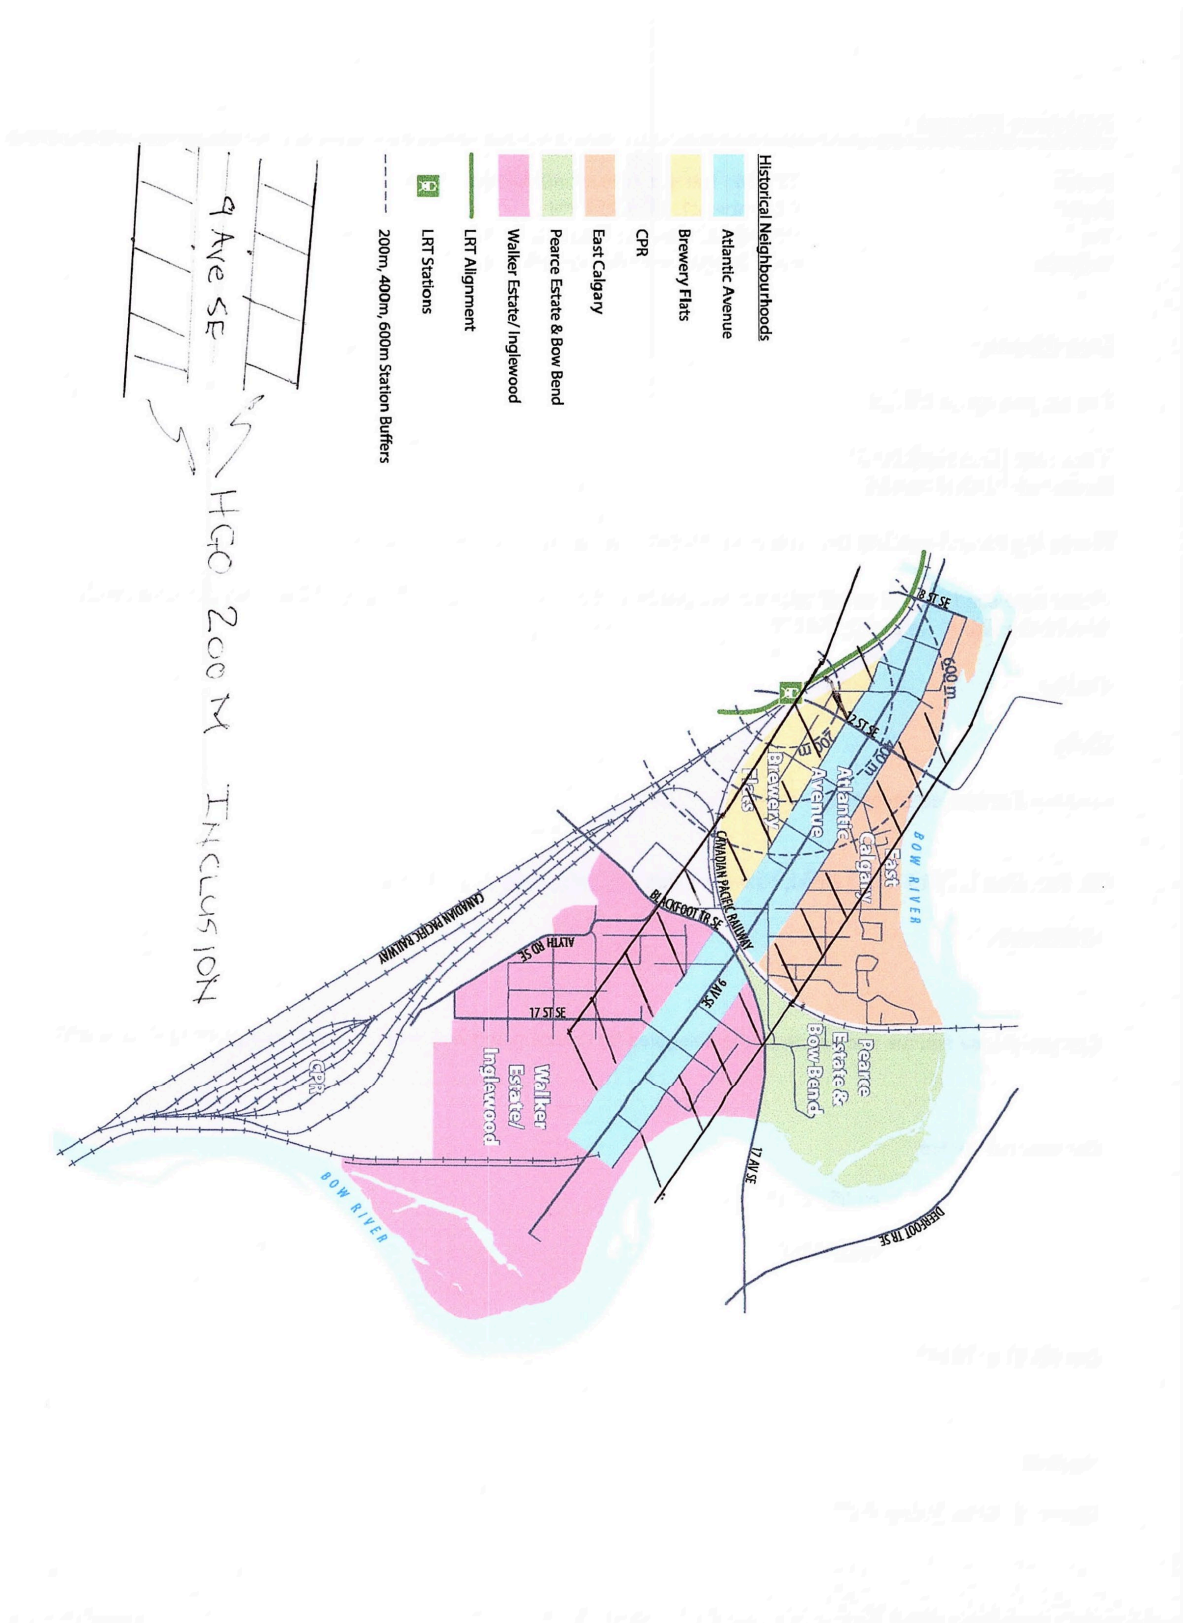 Historical Neighbourhoods
Atlantic Avenue
Brewery Flats
CPR
East Calgary
Pearce Estate & Bow Bend
Walker Estate/ Inglewood
LRT Alignment
LRT Stations
200m, 400m, 600m Station Buffers
9 Ave SE
HGO 200M INCLUSION
8 ST SE
600 m
12 ST SE
400 m
200 m
Atlantic
Avenue
Brewery
Flats
East
Calgary
BOW RIVER
CANADIAN PACIFIC RAILWAY
BLACKFOOT TR SE
9 AV SE
ALYTH RD SE
17 ST SE
CANADIAN PACIFIC RAILWAY
CPR
Walker
Estate/
Inglewood
Pearce
Estate &
Bow Bend
17 AV SE
DEERFOOT TR SE
BOW RIVER